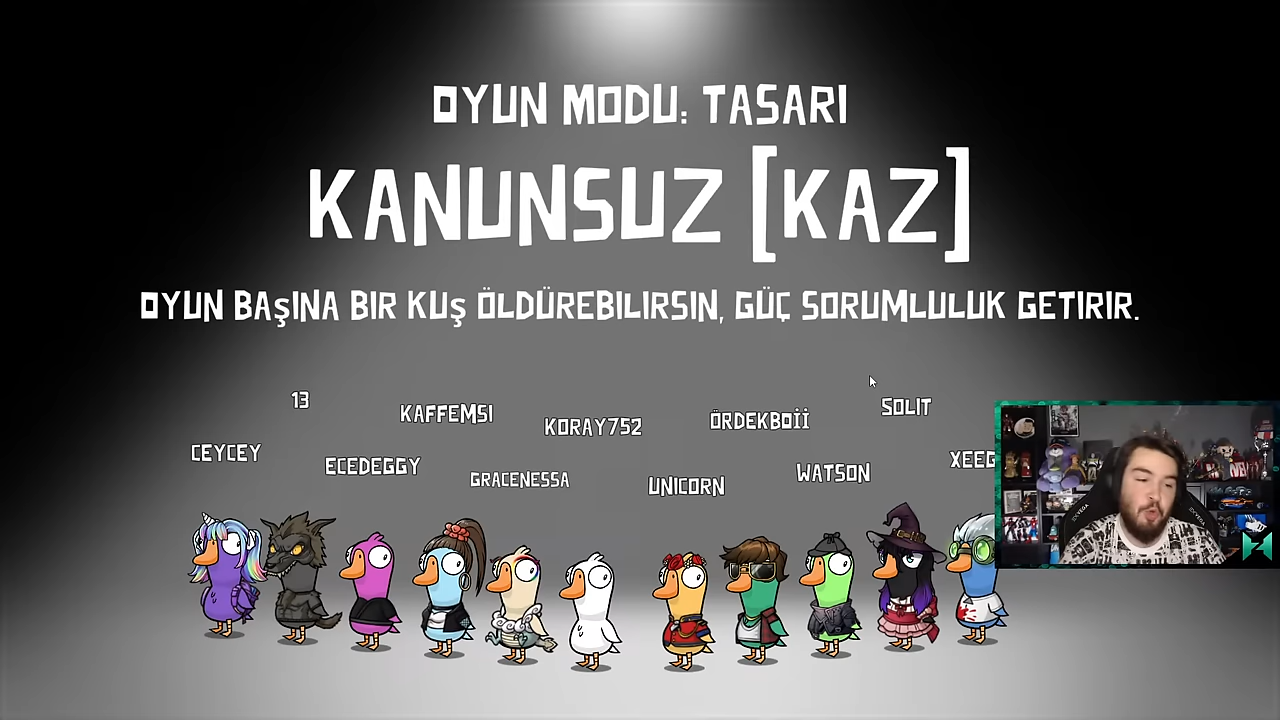 OYUN MODU: TASARI
KANUNSUZ [KAZ]
OYUN BAŞINA BIR KUŞ ÖLDÜREBILIRSIN, GÜÇ SORUMLULUK GETIRIR.
13
KAFFEMSI
KORAY752
ÖRDEKBOİİ
SOLIT
CEYCEY
ECEDEGGY
GRACENESSA
UNICORN
WATSON
XEEG